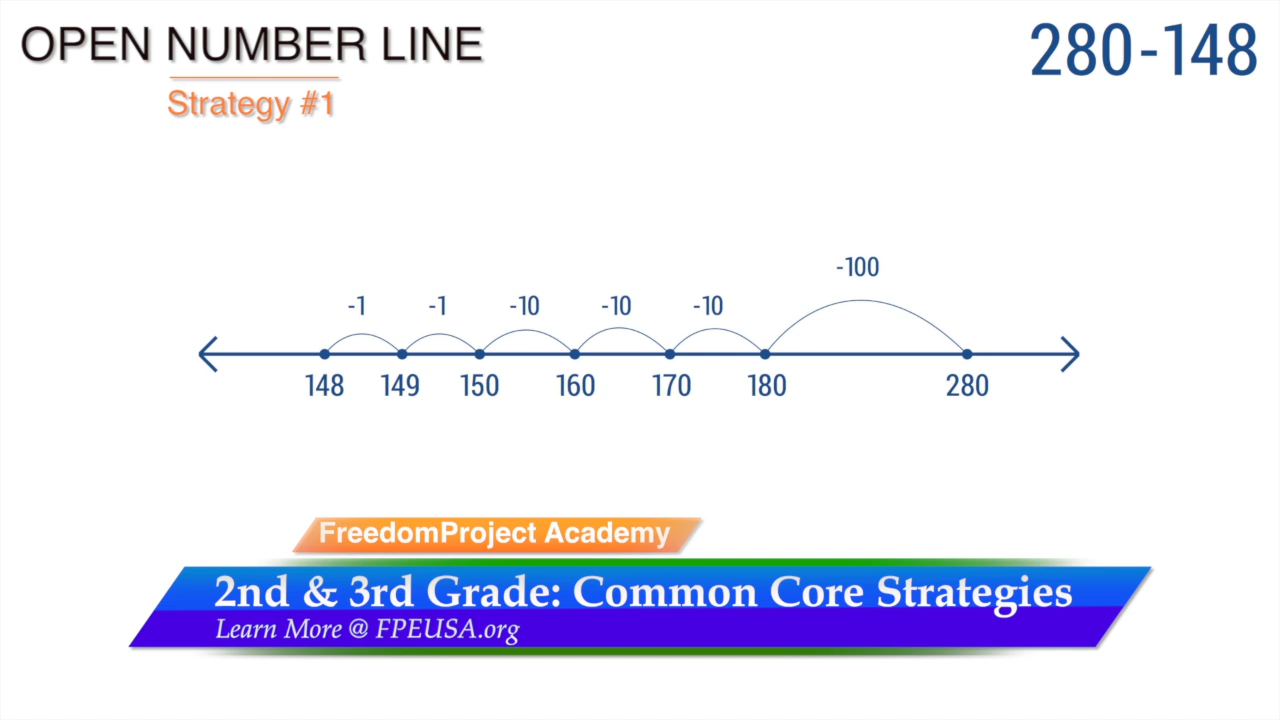 OPEN NUMBER LINE
280-148
Strategy #1
-100
-1 -1 -10 -10 -10
148 149 150 160 170 180 280
FreedomProject Academy
2nd & 3rd Grade: Common Core Strategies
Learn More @ FPEUSA.org